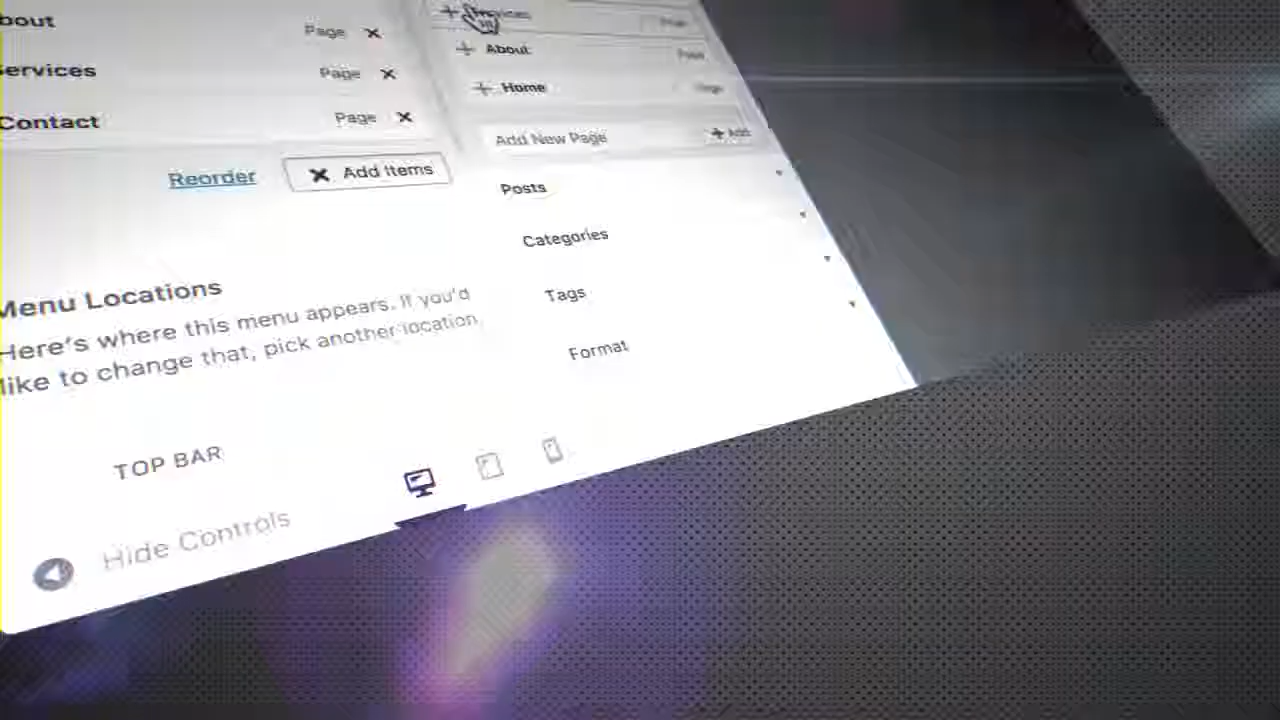 bout Page
ervices Page
Contact Page
Reorder Add Items
Menu Locations
Here's where this menu appears. If you'd
like to change that, pick another location.
TOP BAR
Hide Controls
About
Home
Add New Page Add
Posts
Categories
Tags
Format